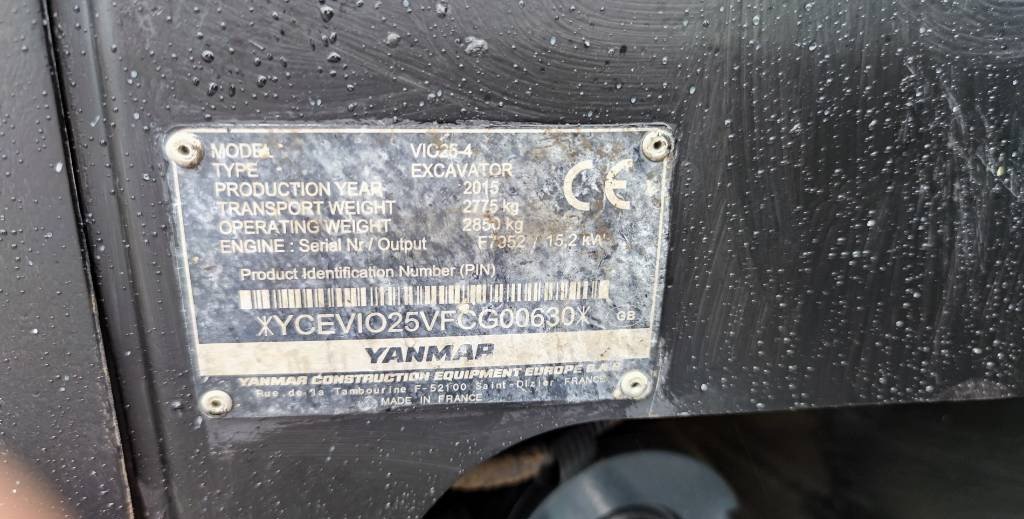 MODEL VIO25-4
TYPE EXCAVATOR
PRODUCTION YEAR 2015
TRANSPORT WEIGHT 2775 kg
OPERATING WEIGHT 2850 kg
ENGINE : Serial Nr / Output F7352 / 15,2 kW
CE
Product Identification Number (PIN)
*YCEVIO25VFCG00630* GB
YANMAR
YANMAR CONSTRUCTION EQUIPMENT EUROPE S.A.S
Rue de la Tambourine F-52100 Saint-Dizier FRANCE
MADE IN FRANCE